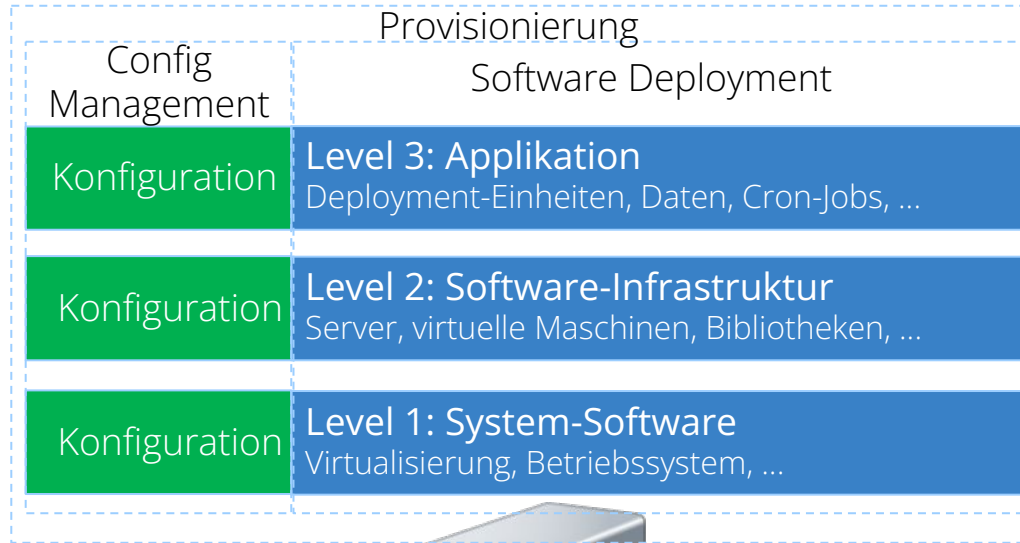 Provisionierung
Config
Management
Software Deployment
Konfiguration
Level 3: Applikation
Deployment-Einheiten, Daten, Cron-Jobs, ...
Konfiguration
Level 2: Software-Infrastruktur
Server, virtuelle Maschinen, Bibliotheken, ...
Konfiguration
Level 1: System-Software
Virtualisierung, Betriebssystem, ...